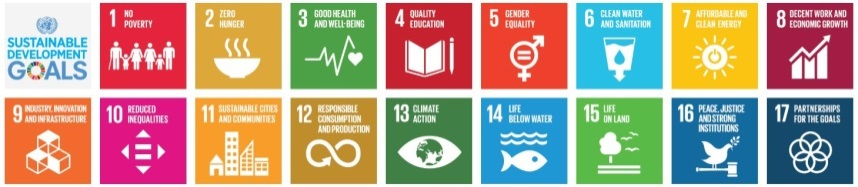 SUSTAINABLE
DEVELOPMENT
GOALS
1 NO
POVERTY
2 ZERO
HUNGER
3 GOOD HEALTH
AND WELL-BEING
4 QUALITY
EDUCATION
5 GENDER
EQUALITY
6 CLEAN WATER
AND SANITATION
7 AFFORDABLE AND
CLEAN ENERGY
8 DECENT WORK AND
ECONOMIC GROWTH
9 INDUSTRY, INNOVATION
AND INFRASTRUCTURE
10 REDUCED
INEQUALITIES
11 SUSTAINABLE CITIES
AND COMMUNITIES
12 RESPONSIBLE
CONSUMPTION
AND PRODUCTION
13 CLIMATE
ACTION
14 LIFE
BELOW WATER
15 LIFE
ON LAND
16 PEACE, JUSTICE
AND STRONG
INSTITUTIONS
17 PARTNERSHIPS
FOR THE GOALS